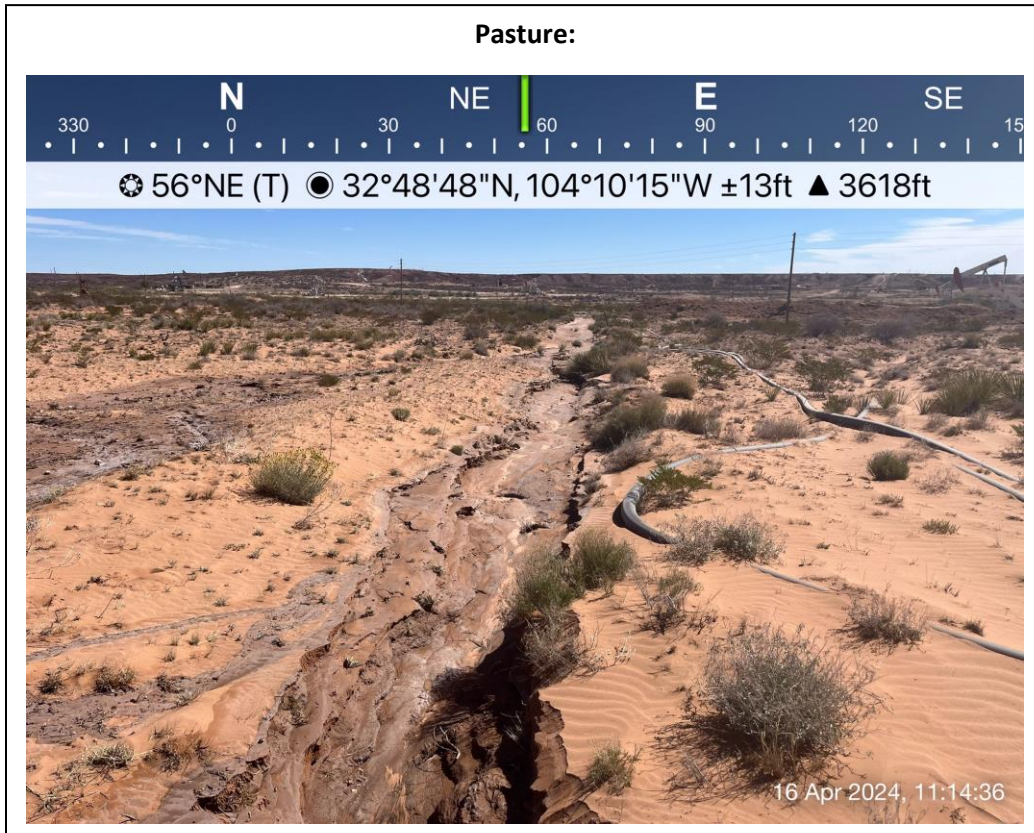 Pasture:
N NE E SE
330 0 30 60 90 120 15
56°NE (T) 32°48'48"N, 104°10'15"W ±13ft ▲ 3618ft
16 Apr 2024, 11:14:36